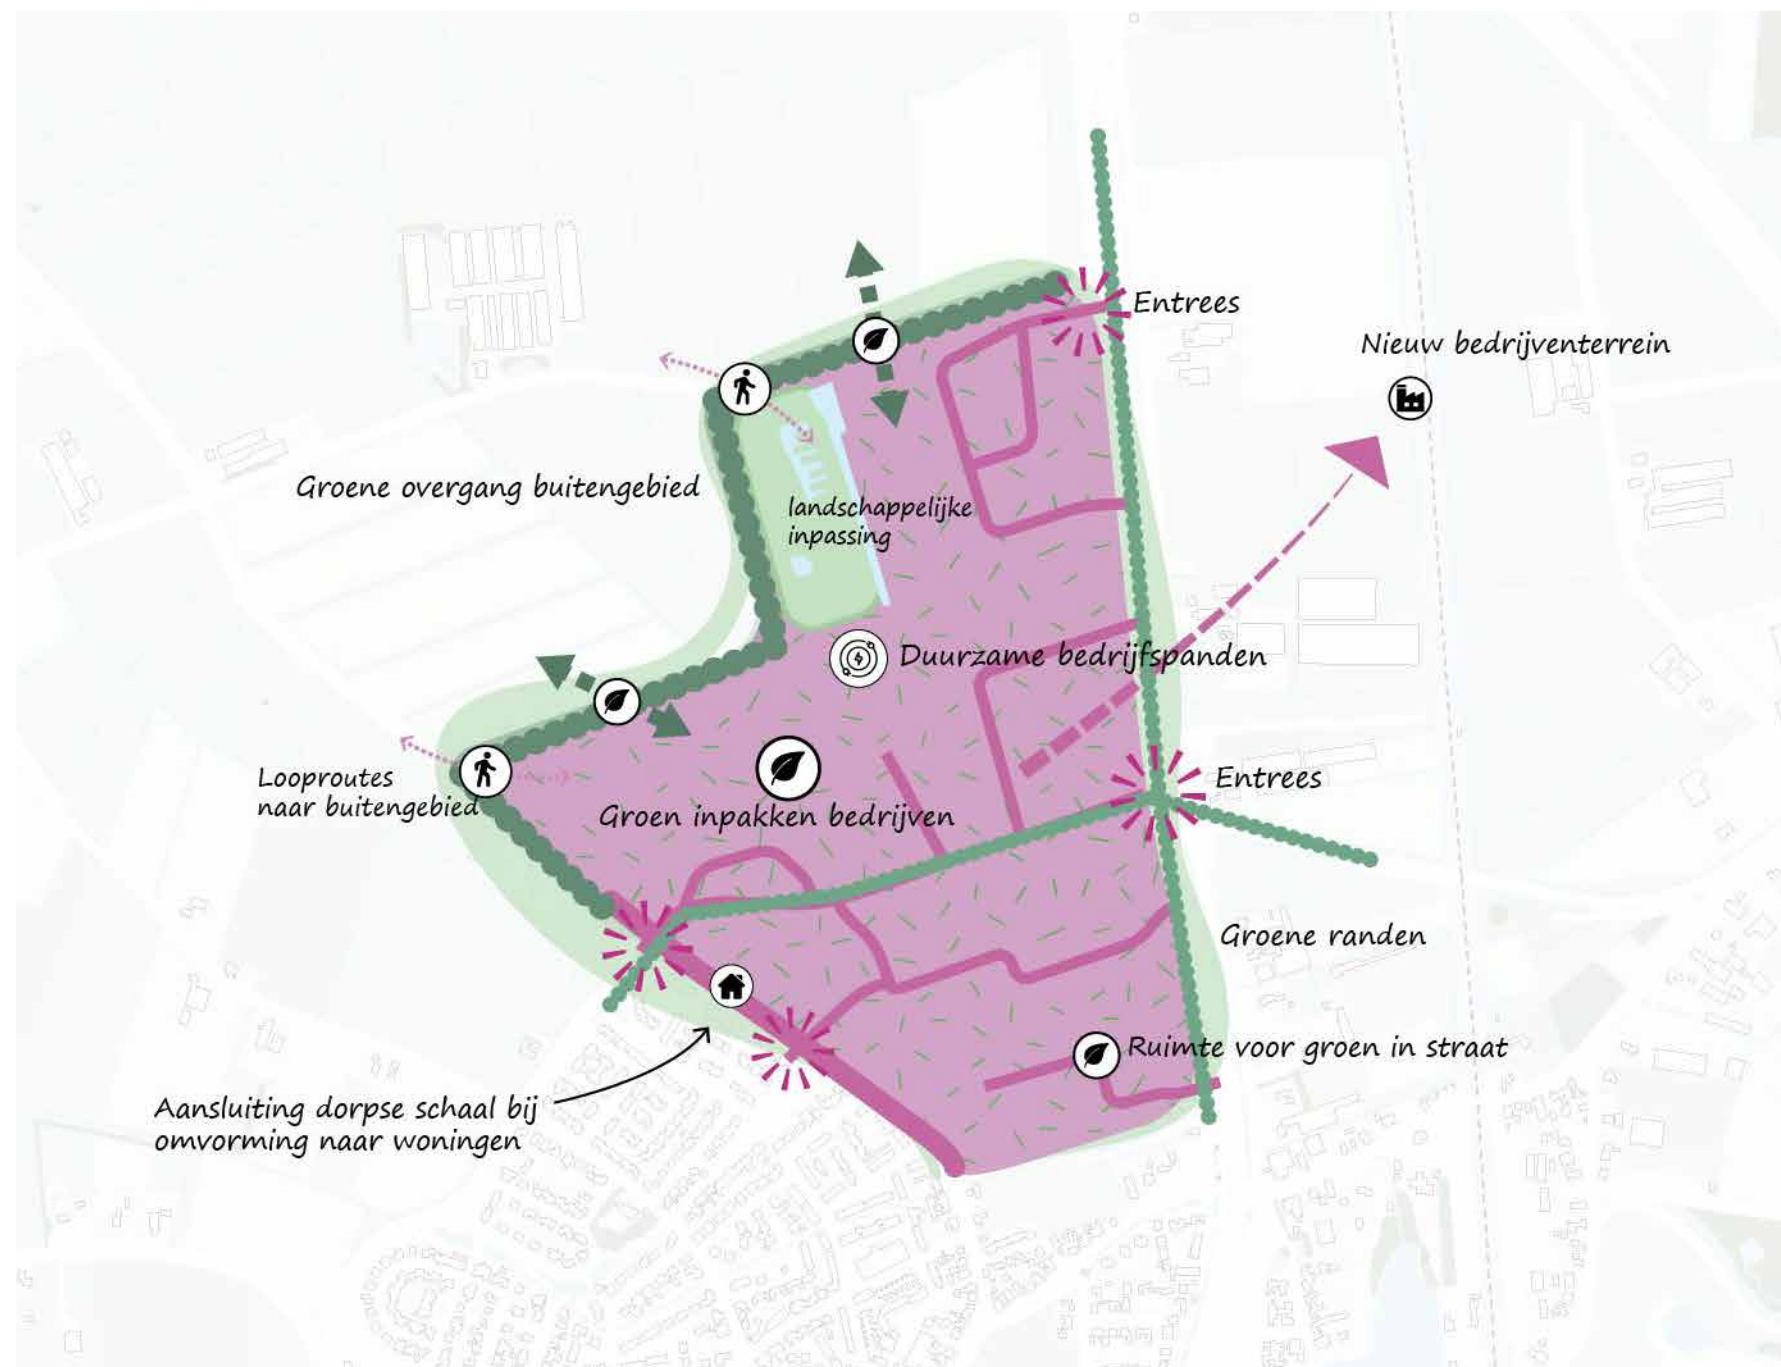 Entrees
Nieuw bedrijventerrein
Groene overgang buitengebied
landschappelijke
inpassing
Duurzame bedrijfspanden
Looproutes
naar buitengebied
Groen inpakken bedrijven
Entrees
Groene randen
Ruimte voor groen in straat
Aansluiting dorpse schaal bij
omvorming naar woningen